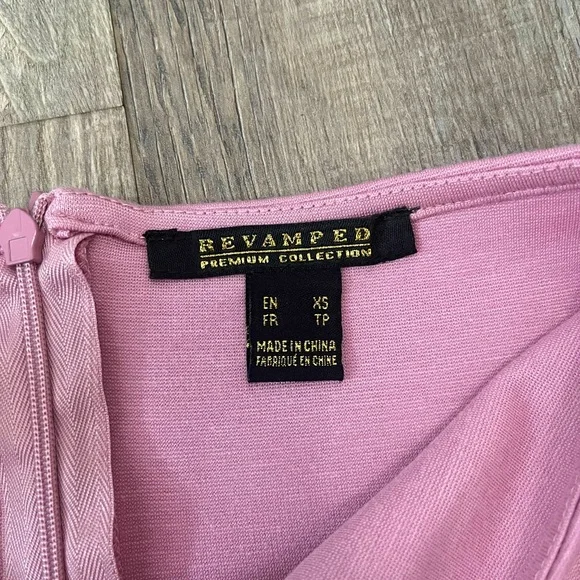 REVAMPED
PREMIUM COLLECTION
EN XS
FR TP
MADE IN CHINA
FABRIQUÉ EN CHINE